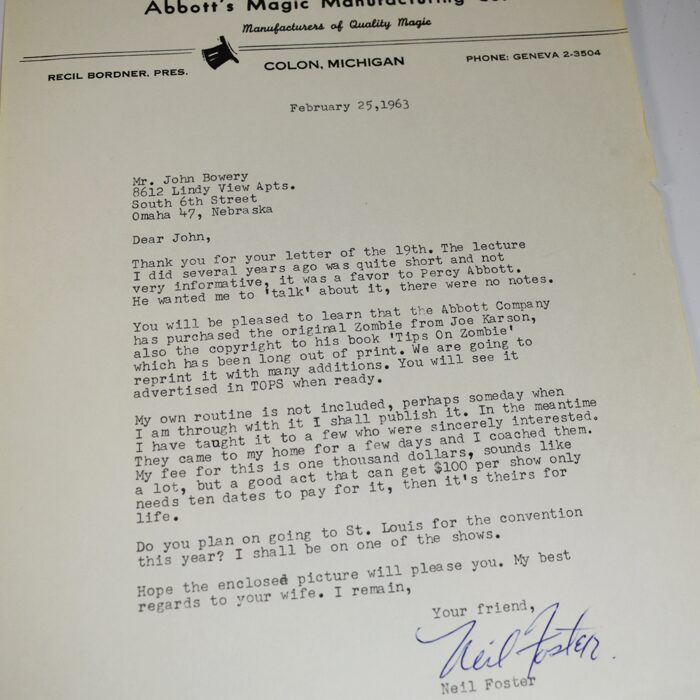 Abbott's Magic Manufacturing Co.
Manufacturers of Quality Magic
RECIL BORDNER, PRES.
COLON, MICHIGAN
PHONE: GENEVA 2-3504
February 25,1963
Mr. John Bowery
8612 Lindy View Apts.
South 6th Street
Omaha 47, Nebraska
Dear John,
Thank you for your letter of the 19th. The lecture
I did several years ago was quite short and not
very informative, it was a favor to Percy Abbott.
He wanted me to 'talk' about it, there were no notes.
You will be pleased to learn that the Abbott Company
has purchased the original Zombie from Joe Karson,
also the copyright to his book 'Tips On Zombie'
which has been long out of print. We are going to
reprint it with many additions. You will see it
advertised in TOPS when ready.
My own routine is not included, perhaps someday when
I am through with it I shall publish it. In the meantime
I have taught it to a few who were sincerely interested.
They came to my home for a few days and I coached them.
My fee for this is one thousand dollars, sounds like
a lot, but a good act that can get $100 per show only
needs ten dates to pay for it, then it's theirs for
life.
Do you plan on going to St. Louis for the convention
this year? I shall be on one of the shows.
Hope the enclosed picture will please you. My best
regards to your wife. I remain,
Your friend,
Neil Foster.
Neil Foster